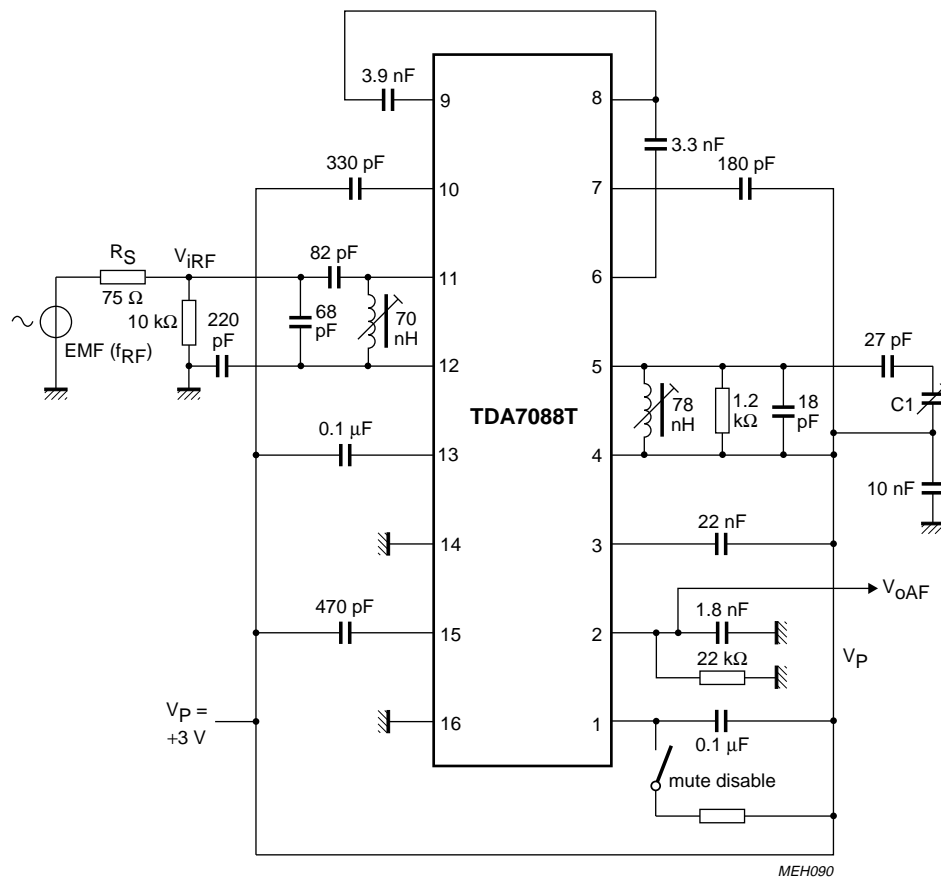 3.9 nF
9
8
3.3 nF
330 pF
180 pF
10
7
RS
ViRF
82 pF
11
6
75 Ω
10 kΩ
220 pF
68 pF
70 nH
EMF (fRF)
12
5
27 pF
TDA7088T
78 nH
1.2 kΩ
18 pF
C1
0.1 μF
13
4
10 nF
22 nF
14
3
VoAF
470 pF
1.8 nF
15
2
22 kΩ
VP
VP =
+3 V
16
1
0.1 μF
mute disable
MEH090